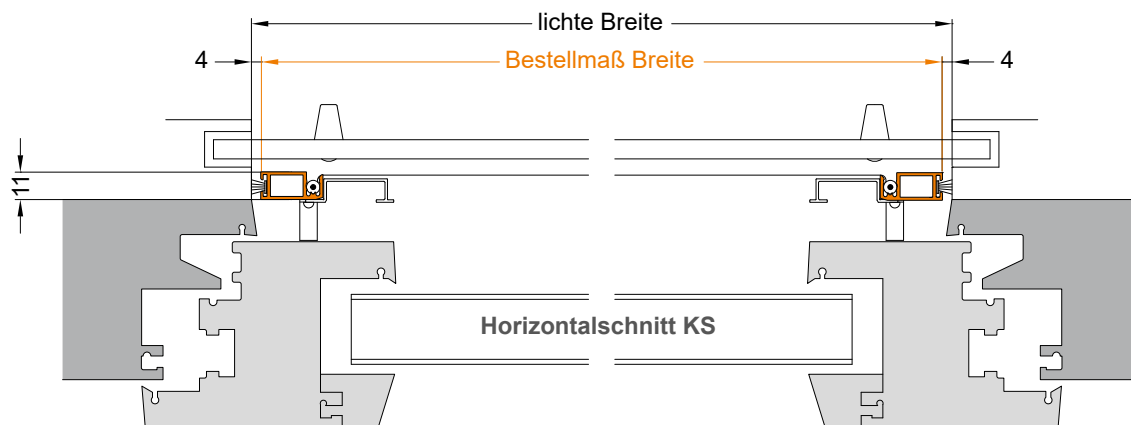 lichte Breite
4
Bestellmaß Breite
4
11
Horizontalschnitt KS